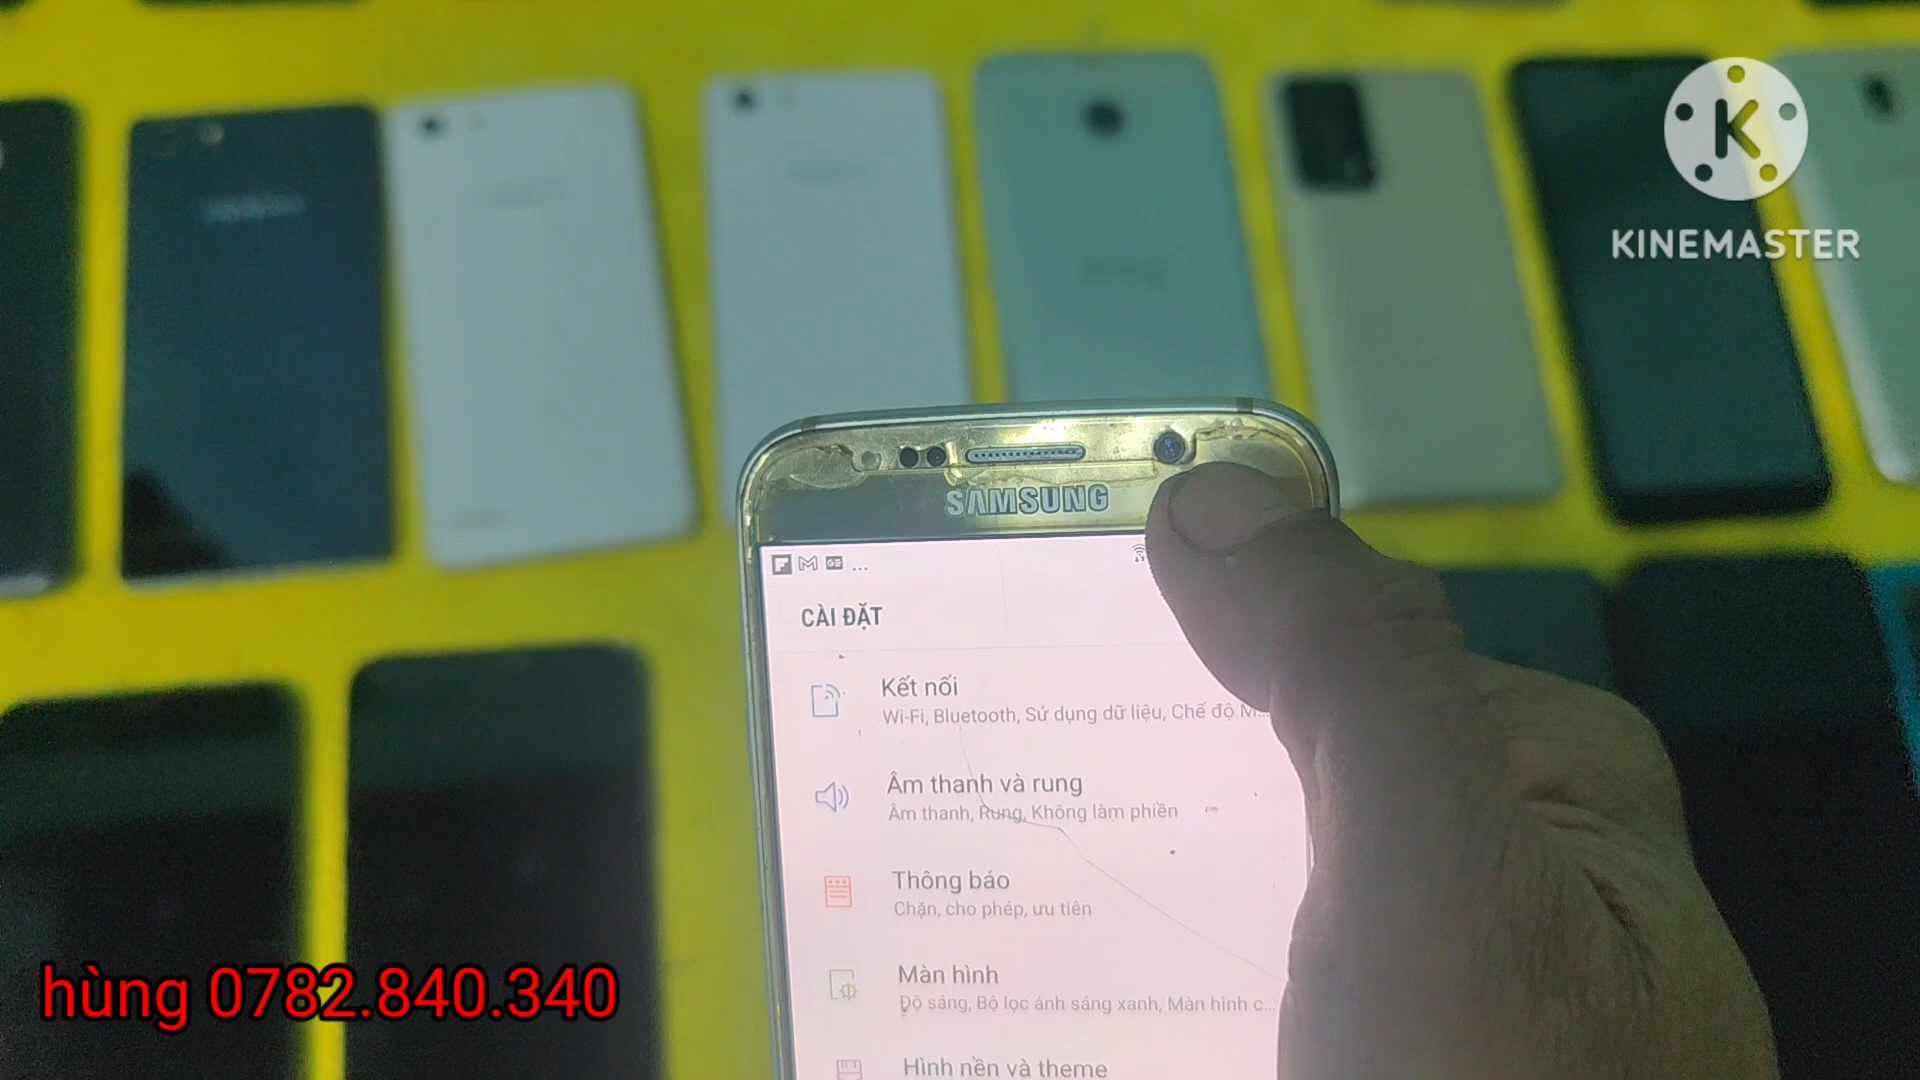 K
KINEMASTER
SAMSUNG
...
CÀI ĐẶT
Kết nối
Wi-Fi, Bluetooth, Sử dụng dữ liệu, Chế độ M...
Âm thanh và rung
Âm thanh, Rung, Không làm phiền
Thông báo
Chặn, cho phép, ưu tiên
Màn hình
Độ sáng, Bộ lọc ánh sáng xanh, Màn hình c...
Hình nền và theme
hùng 0782.840.340